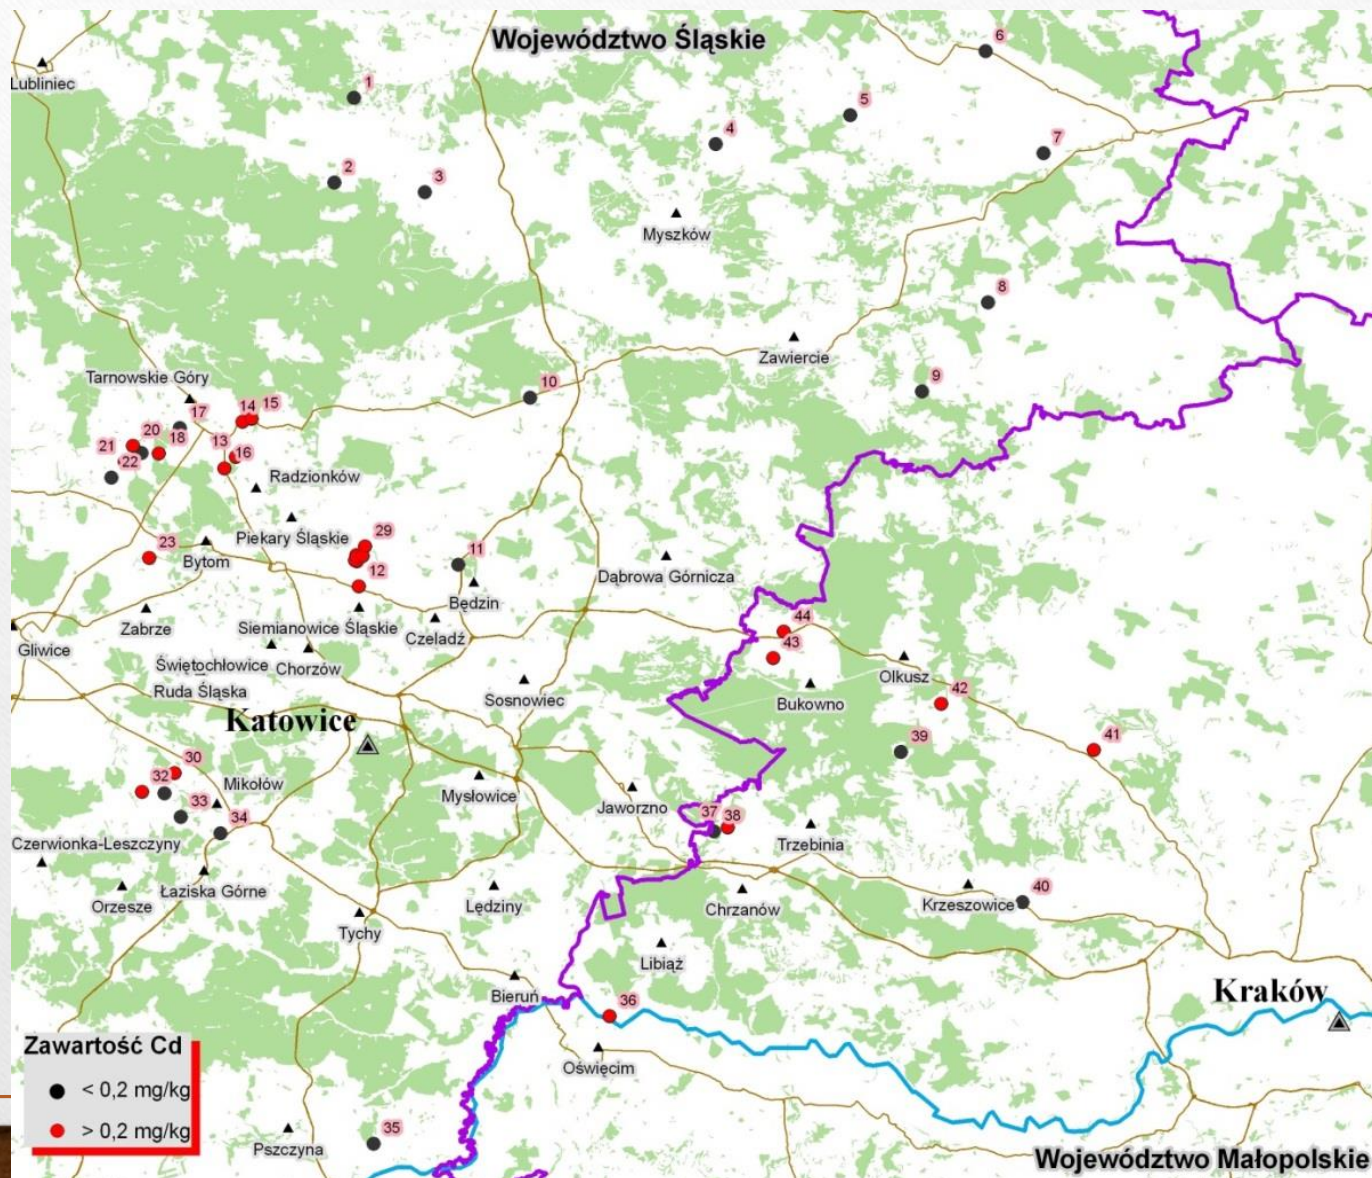 Województwo Śląskie
6
Lubliniec
1
5
4
7
2
3
Myszków
8
Zawiercie
Tarnowskie Góry
9
10
17
14 15
20
18
13
21
22
16
Radzionków
29
23
Piekary Śląskie
11
Bytom
12
Dąbrowa Górnicza
Będzin
Zabrze
Siemianowice Śląskie
44
Czeladź
Gliwice
43
Świętochłowice
Chorzów
Olkusz
Ruda Śląska
Sosnowiec
42
Bukowno
Katowice
39
41
30
32
Mikołów
Mysłowice
33
Jaworzno
37
38
34
Czerwionka-Leszczyny
Trzebinia
Łaziska Górne
40
Orzesze
Lędziny
Chrzanów
Krzeszowice
Tychy
Libiąż
Bieruń
Kraków
36
Zawartość Cd
Oświęcim
< 0,2 mg/kg
> 0,2 mg/kg
35
Pszczyna
Województwo Małopolskie